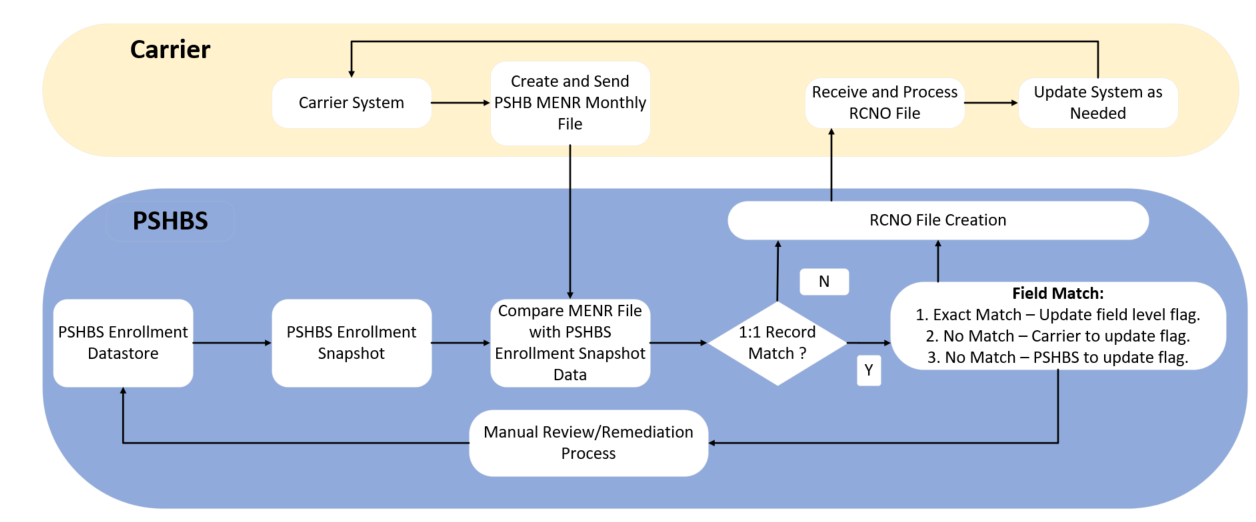 Carrier
Carrier System
Create and Send
PSHB MENR Monthly
File
Receive and Process
RCNO File
Update System as
Needed
PSHBS
RCNO File Creation
PSHBS Enrollment
Datastore
PSHBS Enrollment
Snapshot
Compare MENR File
with PSHBS
Enrollment Snapshot
Data
1:1 Record
Match ?
N
Y
Field Match:
1. Exact Match – Update field level flag.
2. No Match – Carrier to update flag.
3. No Match – PSHBS to update flag.
Manual Review/Remediation
Process